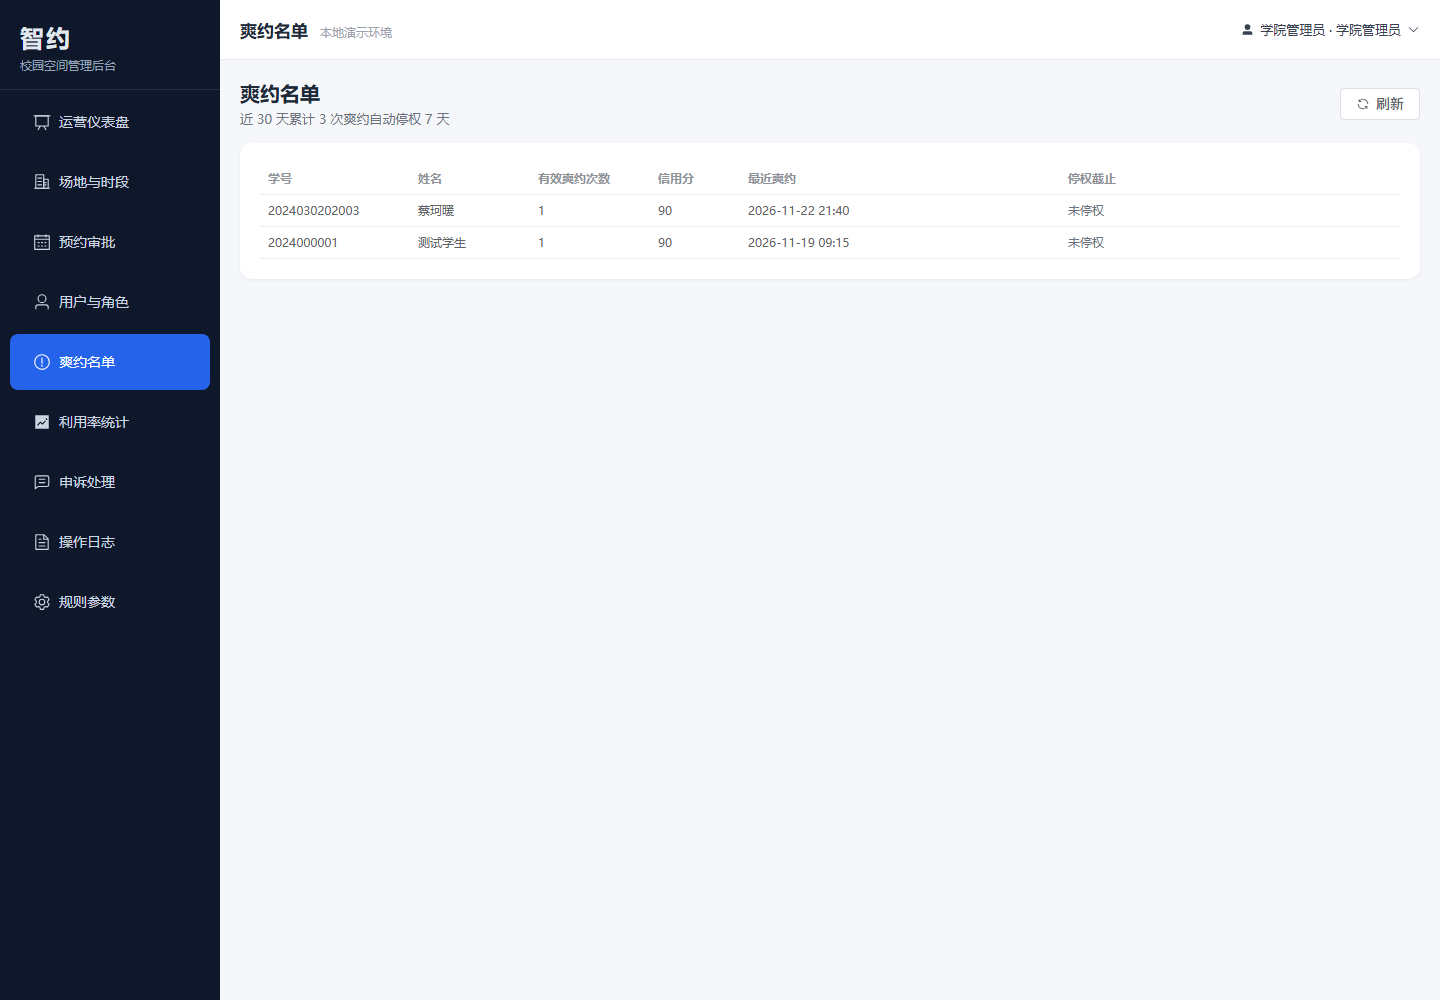 智约
校园空间管理后台
运营仪表盘
场地与时段
预约审批
用户与角色
爽约名单
利用率统计
申诉处理
操作日志
规则参数
爽约名单 本地演示环境
学院管理员 · 学院管理员
爽约名单
近 30 天累计 3 次爽约自动停权 7 天
刷新
学号 姓名 有效爽约次数 信用分 最近爽约 停权截止
2024030202003 蔡珂暖 1 90 2026-11-22 21:40 未停权
2024000001 测试学生 1 90 2026-11-19 09:15 未停权